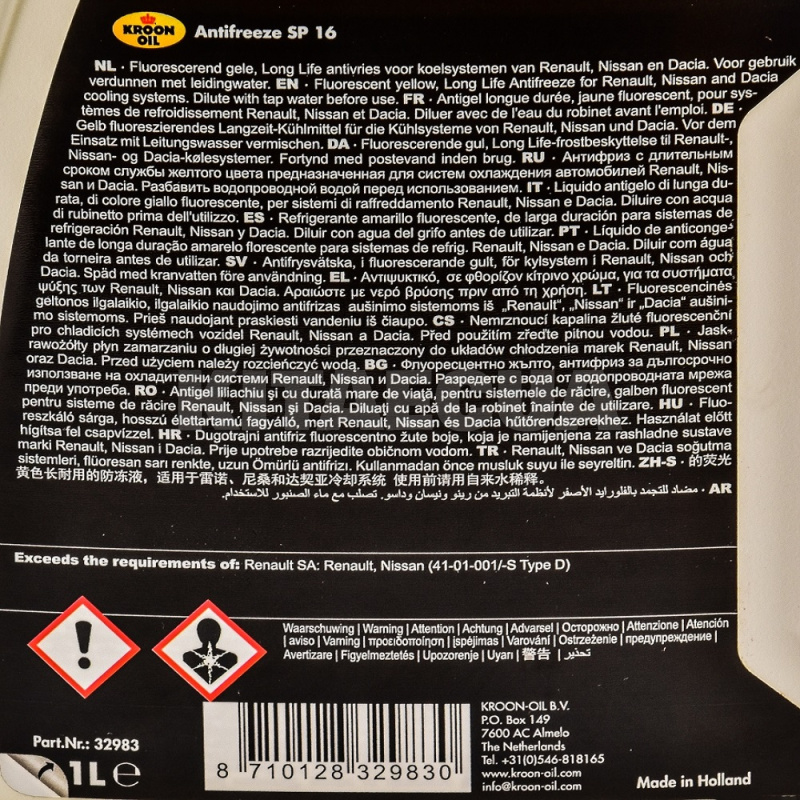 KROON
OIL
Antifreeze SP 16
NL · Fluorescerend gele, Long Life antivries voor koelsystemen van Renault, Nissan en Dacia. Voor gebruik
verdunnen met leidingwater. EN · Fluorescent yellow, Long Life Antifreeze for Renault, Nissan and Dacia
cooling systems. Dilute with tap water before use. FR · Antigel longue durée, jaune fluorescent, pour sys-
tèmes de refroidissement Renault, Nissan et Dacia. Diluer avec de l'eau du robinet avant l'emploi. DE ·
Gelb fluoreszierendes Langzeit-Kühlmittel für die Kühlsysteme von Renault, Nissan und Dacia. Vor dem
Einsatz mit Leitungswasser vermischen. DA · Fluorescerende gul, Long Life-frostbeskyttelse til Renault-,
Nissan- og Dacia-kølesystemer. Fortynd med postevand inden brug. RU · Антифриз с длительным
сроком службы желтого цвета предназначенная для систем охлаждения автомобилей Renault, Nis-
san и Dacia. Разбавить водопроводной водой перед использованием. IT · Liquido antigelo di lunga du-
rata, di colore giallo fluorescente, per sistemi di raffreddamento Renault, Nissan e Dacia. Diluire con acqua
di rubinetto prima dell'utilizzo. ES · Refrigerante amarillo fluorescente, de larga duración para sistemas de
refrigeración Renault, Nissan y Dacia. Diluir con agua del grifo antes de utilizar. PT · Líquido de anticonge-
lante de longa duração amarelo florescente para sistemas de refrig. Renault, Nissan e Dacia. Diluir com água
da torneira antes de utilizar. SV · Antifrysvätska, i fluorescerande gult, för kylsystem i Renault, Nissan och
Dacia. Späd med kranvatten före användning. EL · Αντιψυκτικό, σε φθορίζον κίτρινο χρώμα, για τα συστήματα
ψύξης των Renault, Nissan και Dacia. Αραιώστε με νερό βρύσης πριν από τη χρήση. LT · Fluorescencinės
geltonos ilgalaikio, ilgalaikio naudojimo antifrizas aušinimo sistemoms iš „Renault", „Nissan" ir „Dacia" aušini-
mo sistemoms. Prieš naudojant praskiesti vandeniu iš čiaupo. CS · Nemrznoucí kapalina žluté fluorescenční
pro chladicích systémech vozidel Renault, Nissan a Dacia. Před použitím zřeďte pitnou vodou. PL · Jask-
rawożółty płyn zamarzaniu o długiej żywotności przeznaczony do układów chłodzenia marek Renault, Nissan
oraz Dacia. Przed użyciem należy rozcieńczyć wodą. BG · Флуоресцентно жълто, антифриз за дългосрочно
използване на охладителни системи Renault, Nissan и Dacia. Разредете с вода от водопроводната мрежа
преди употреба. RO · Antigel liliachiu şi cu durată mare de viaţă, pentru sistemele de răcire, galben fluorescent
pentru sisteme de răcire Renault, Nissan şi Dacia. Diluaţi cu apă de la robinet înainte de utilizare. HU · Fluo-
reszkáló sárga, hosszú élettartamú fagyálló, mert Renault, Nissan és Dacia hűtőrendszerekhez. Használat előtt
hígítsa fel csapvízzel. HR · Dugotrajni antifriz fluorescentno žute boje, koja je namijenjena za rashladne sustave
marki Renault, Nissan i Dacia. Prije upotrebe razrijedite običnom vodom. TR · Renault, Nissan ve Dacia soğutma
sistemleri, flüoresan sarı renkte, uzun Ömürlü antifrizi. Kullanmadan önce musluk suyu ile seyreltin. ZH-S · 的荧光
黄色长耐用的防冻液，适用于雷诺、尼桑和达契亚冷却系统 使用前请用自来水稀释。
AR · مضاد للتجمد بالفلورايد الأصفر لأنظمة التبريد من رينو ونيسان وداسو. تصلب مع ماء الصنبور للاستخدام.
Exceeds the requirements of: Renault SA: Renault, Nissan (41-01-001/-S Type D)
Waarschuwing | Warning | Attention | Achtung | Advarsel | Осторожно | Attenzione | Atención
| aviso | Varning | προειδοποίηση | įspėjimas | Varování | Ostrzeżenie | предупреждение |
Avertizare | Figyelmeztetés | Upozorenje | Uyarı | 警告 | تحذير |
KROON-OIL B.V.
P.O. Box 149
7600 AC Almelo
The Netherlands
Tel. +31(0)546-818165
www.kroon-oil.com
info@kroon-oil.com
Part.Nr.: 32983
1L e
8 710128 329830
Made in Holland